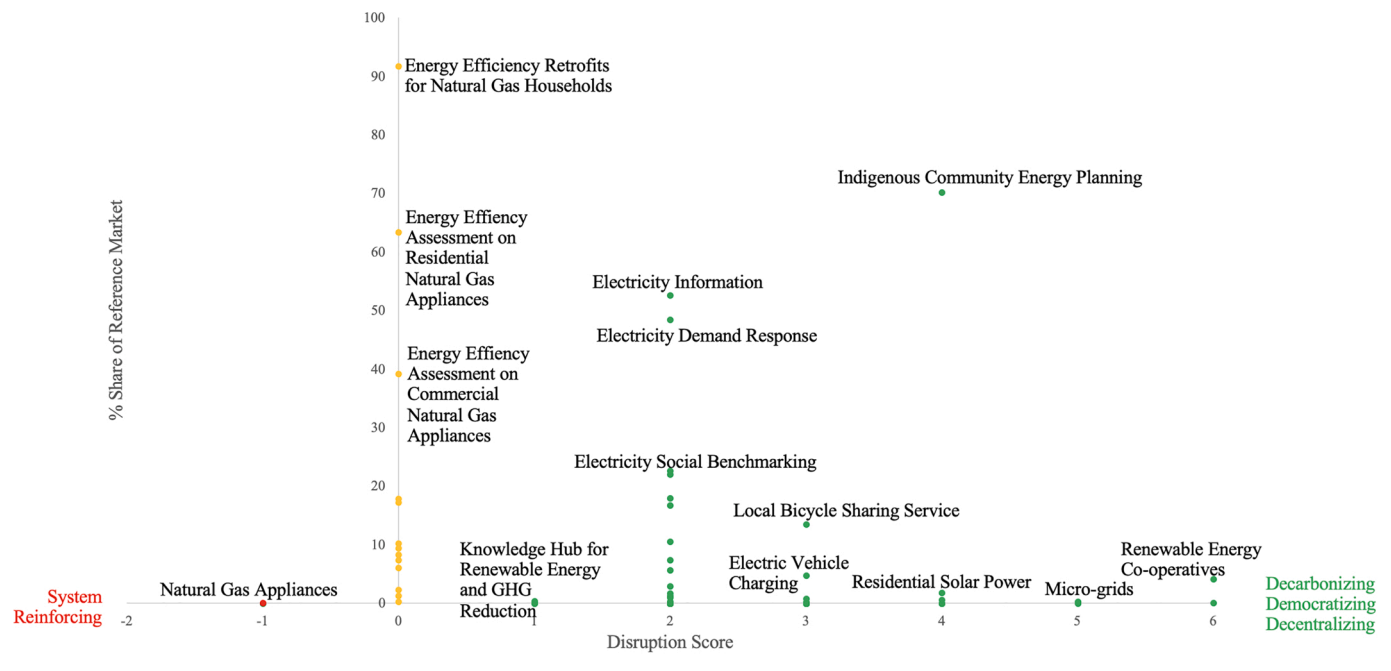 100
Energy Efficiency Retrofits
for Natural Gas Households
90
80
Indigenous Community Energy Planning
70
% Share of Reference Market
Energy Effiency
Assessment on
Residential
Natural Gas
Appliances
60
Electricity Information
50
Electricity Demand Response
Energy Effiency
Assessment on
Commercial
Natural Gas
Appliances
40
30
Electricity Social Benchmarking
20
Local Bicycle Sharing Service
10
Knowledge Hub for
Renewable Energy
and GHG
Reduction
Electric Vehicle
Charging
Residential Solar Power
Micro-grids
Renewable Energy
Co-operatives
Natural Gas Appliances
0
System
Reinforcing
Decarbonizing
Democratizing
Decentralizing
-2 -1 0 1 2 3 4 5 6
Disruption Score